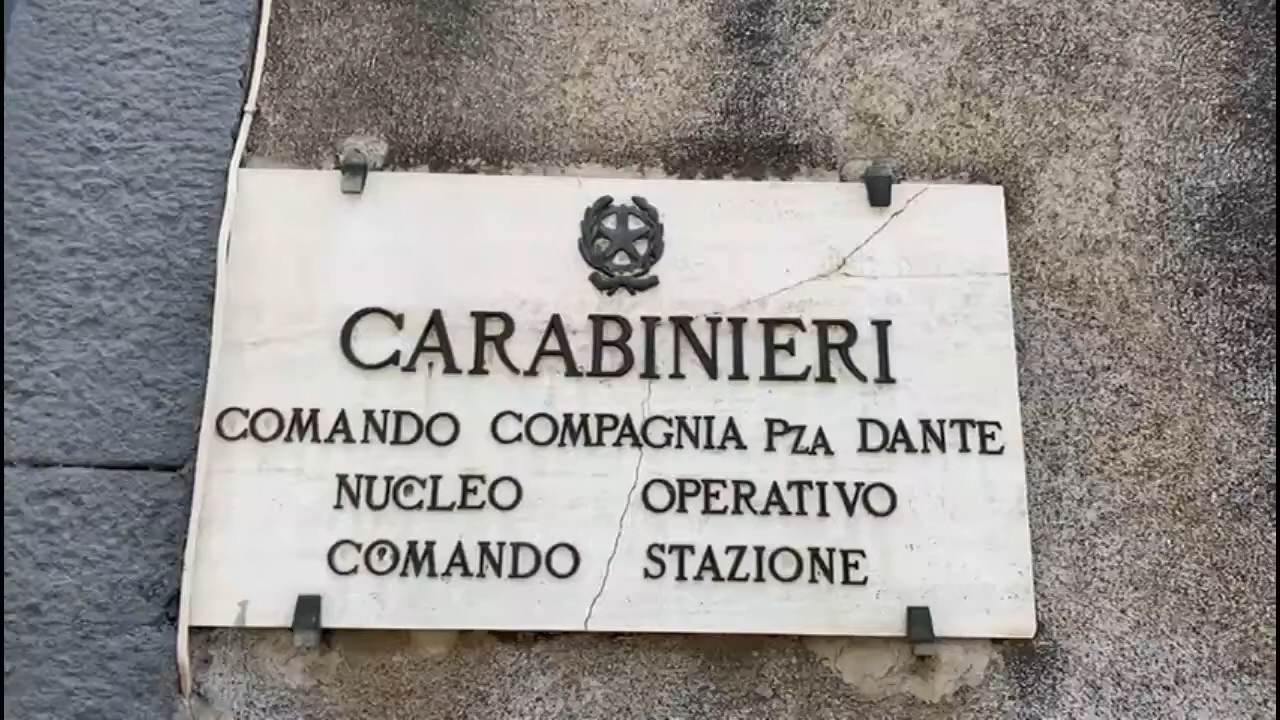 CARABINIERI
COMANDO COMPAGNIA PZA DANTE
NUCLEO OPERATIVO
COMANDO STAZIONE